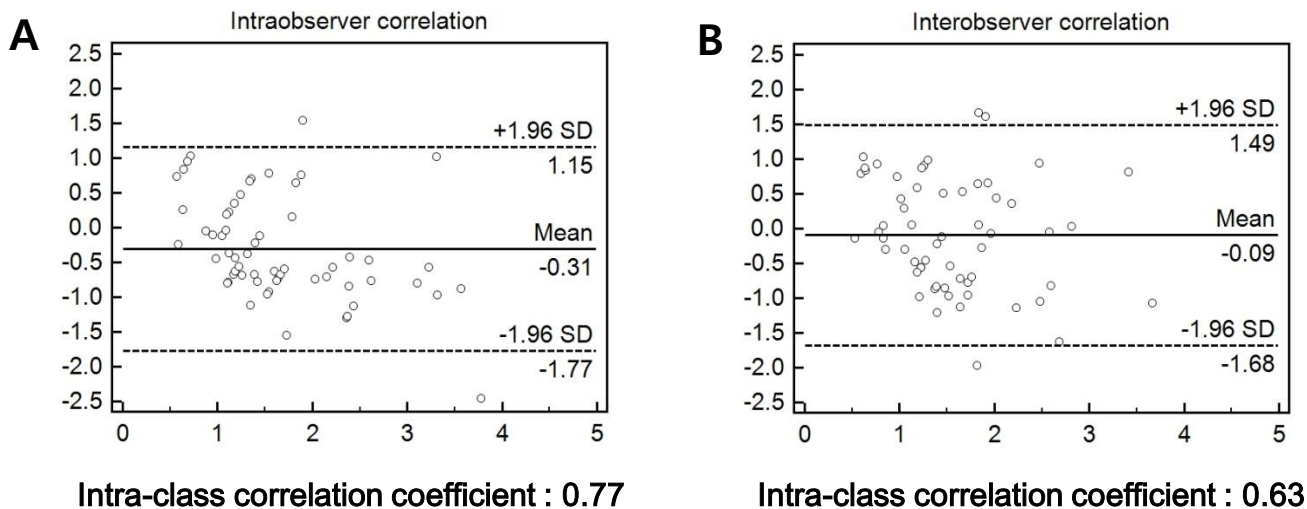 A
Intraobserver correlation
2.5
2.0
1.5
1.0
0.5
0.0
-0.5
-1.0
-1.5
-2.0
-2.5
+1.96 SD
1.15
Mean
-0.31
-1.96 SD
-1.77
0 1 2 3 4 5
Intra-class correlation coefficient : 0.77
B
Interobserver correlation
2.5
2.0
1.5
1.0
0.5
0.0
-0.5
-1.0
-1.5
-2.0
-2.5
+1.96 SD
1.49
Mean
-0.09
-1.96 SD
-1.68
0 1 2 3 4 5
Intra-class correlation coefficient : 0.63